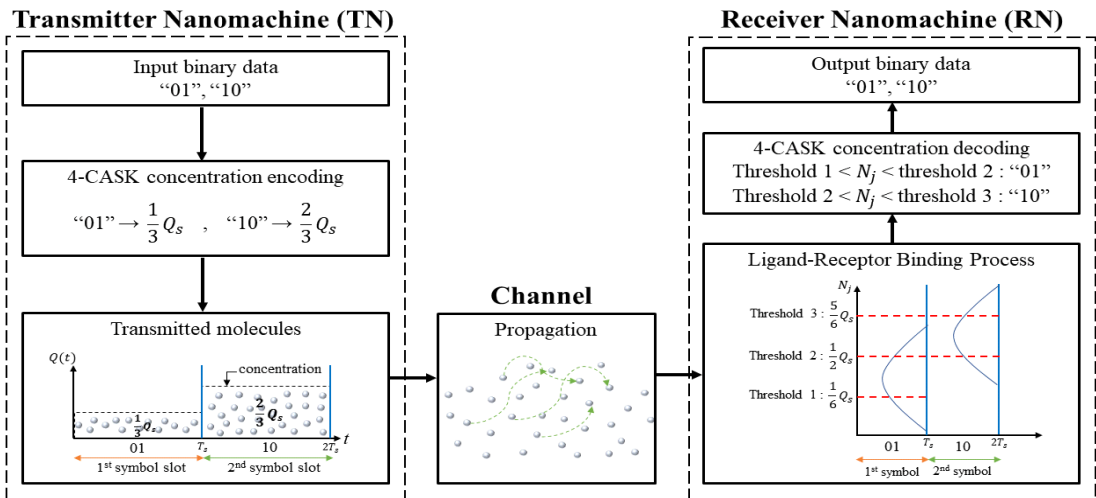 Transmitter Nanomachine (TN)
Input binary data
“01”, “10”
4-CASK concentration encoding
“01” → 1/3 Q_s , “10” → 2/3 Q_s
Transmitted molecules
Q(t)
concentration
1/3 Q_s
2/3 Q_s
t
01
T_s
10
2T_s
1st symbol slot
2nd symbol slot
Channel
Propagation
Receiver Nanomachine (RN)
Output binary data
“01”, “10”
4-CASK concentration decoding
Threshold 1 < N_j < threshold 2 : “01”
Threshold 2 < N_j < threshold 3 : “10”
Ligand-Receptor Binding Process
N_j
Threshold 3 : 5/6 Q_s
Threshold 2 : 1/2 Q_s
Threshold 1 : 1/6 Q_s
01
T_s
10
2T_s
1st symbol
2nd symbol